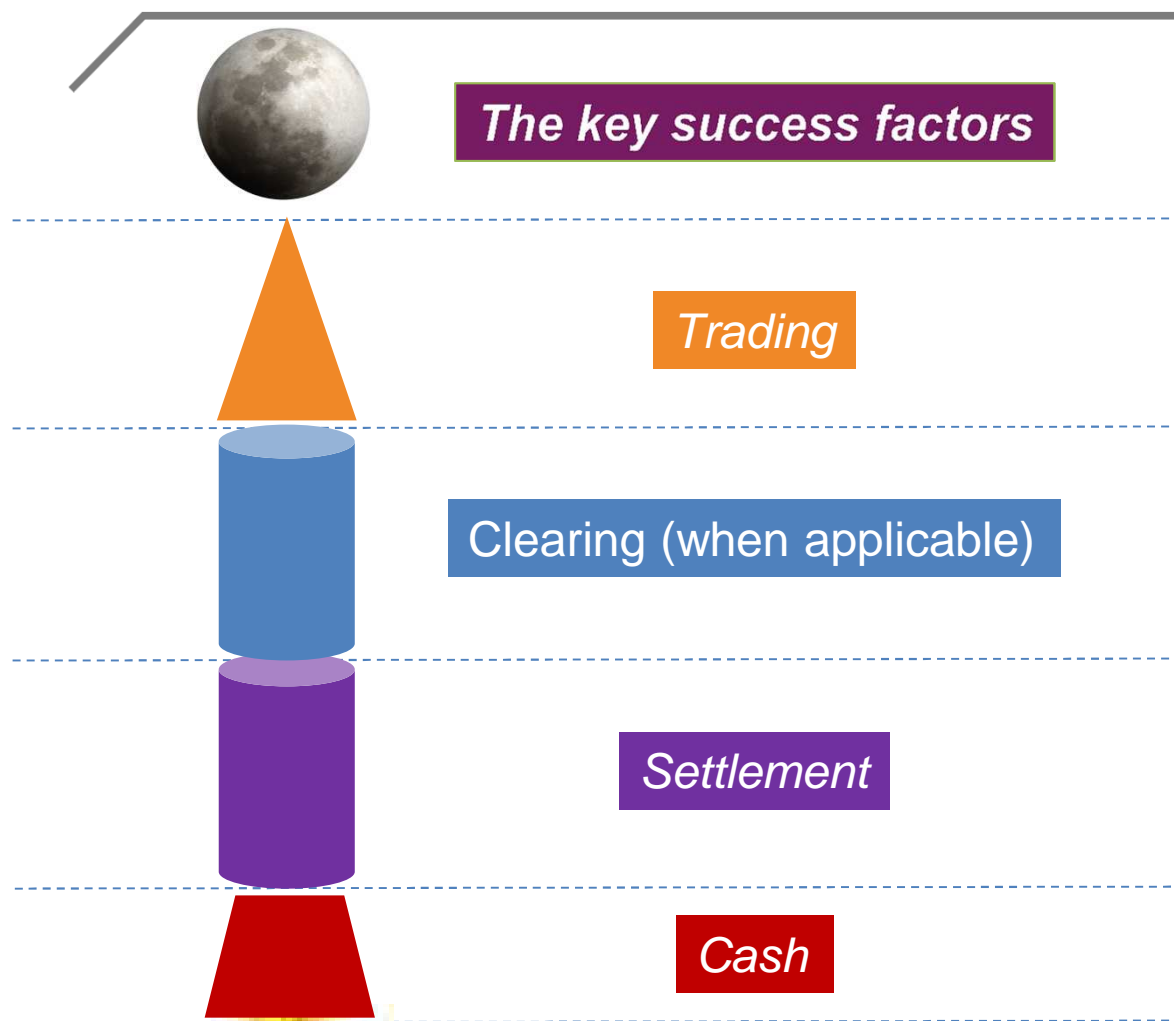 The key success factors
Trading
Clearing (when applicable)
Settlement
Cash